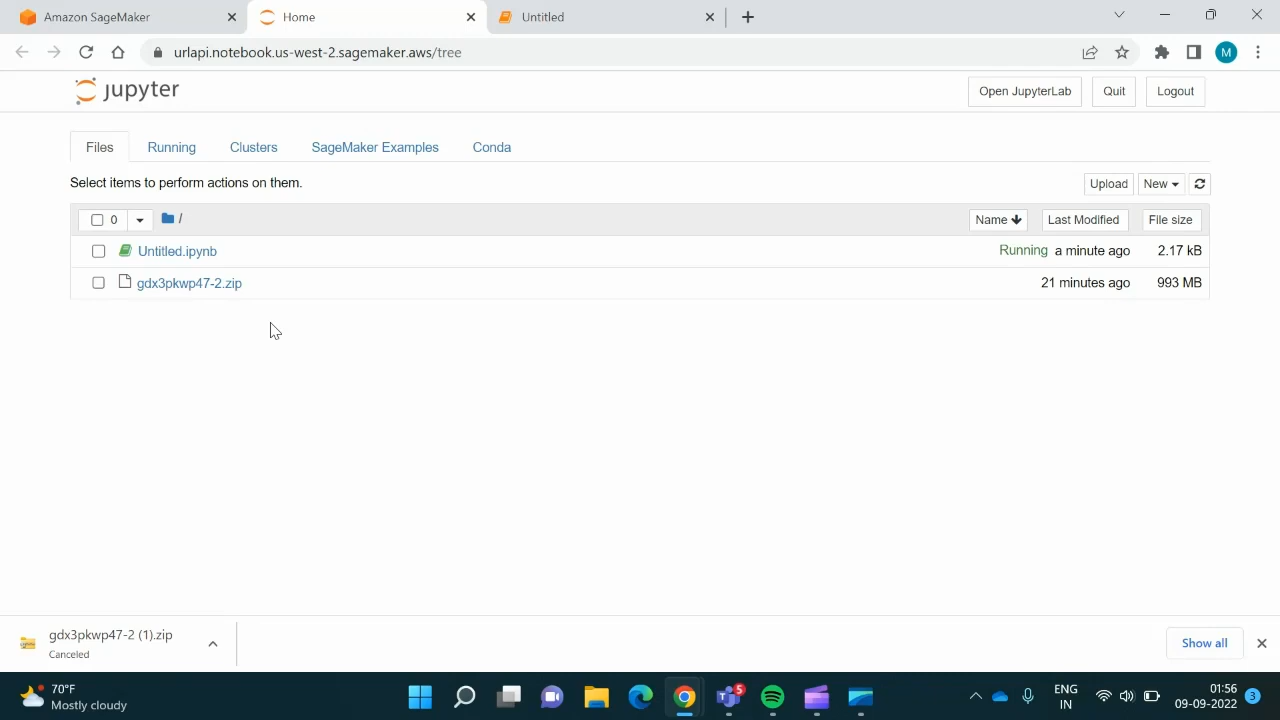 Amazon SageMaker
Home
Untitled
urlapi.notebook.us-west-2.sagemaker.aws/tree
M
jupyter
Open JupyterLab
Quit
Logout
Files
Running
Clusters
SageMaker Examples
Conda
Select items to perform actions on them.
Upload
New
0
/
Name
Last Modified
File size
Untitled.ipynb
Running a minute ago
2.17 kB
gdx3pkwp47-2.zip
21 minutes ago
993 MB
gdx3pkwp47-2 (1).zip
Canceled
Show all
70°F
Mostly cloudy
5
ENG
IN
01:56
09-09-2022
3